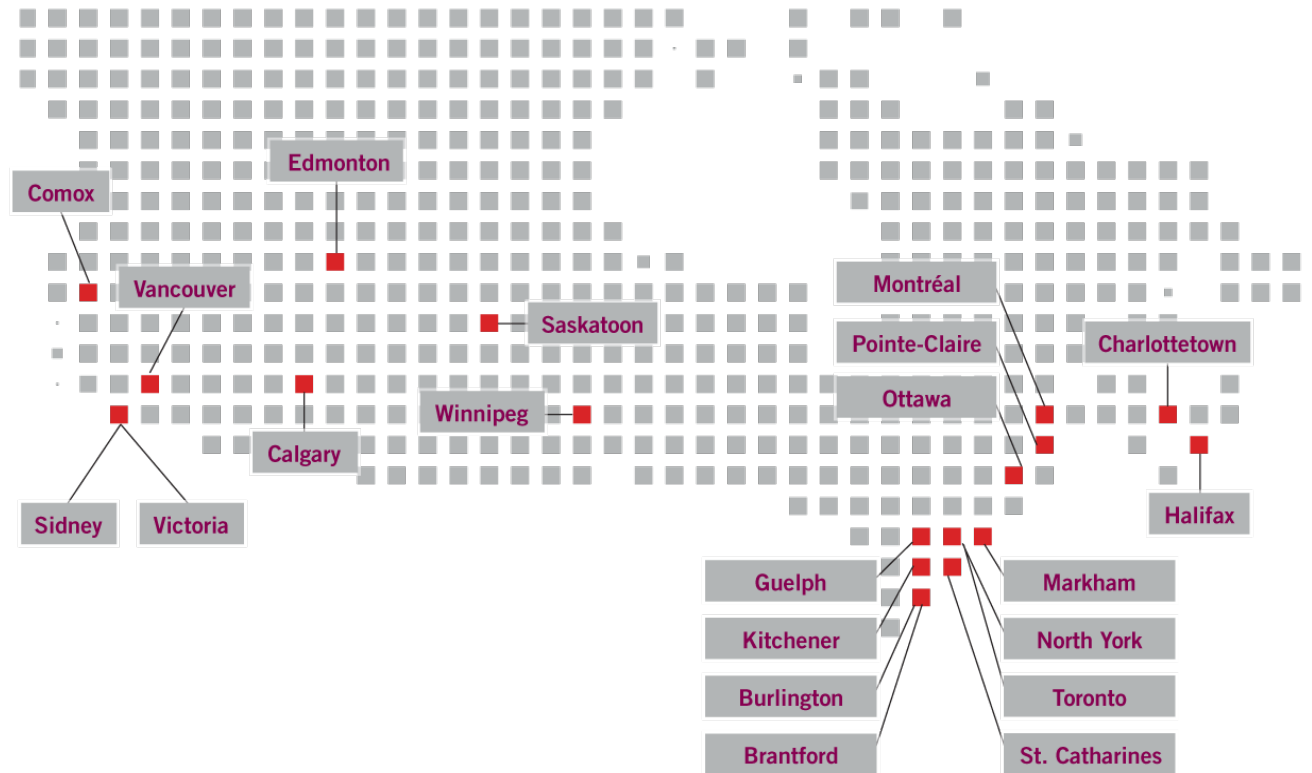 Edmonton
Comox
Vancouver
Montréal
Saskatoon
Pointe-Claire
Charlottetown
Ottawa
Winnipeg
Calgary
Sidney
Victoria
Halifax
Guelph
Markham
Kitchener
North York
Burlington
Toronto
Brantford
St. Catharines